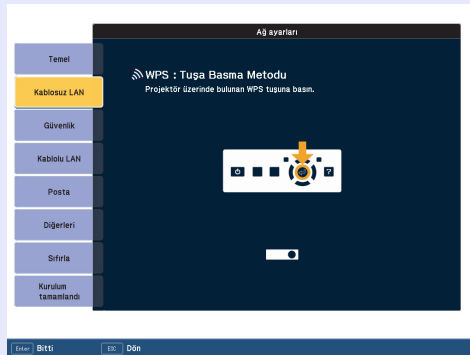 Ağ ayarları
Temel
Kablosuz LAN
Güvenlik
Kablolu LAN
Posta
Diğerleri
Sıfırla
Kurulum
tamamlandı
WPS : Tuşa Basma Metodu
Projektör üzerinde bulunan WPS tuşuna basın.
?
Enter Bitti
ESC Dön